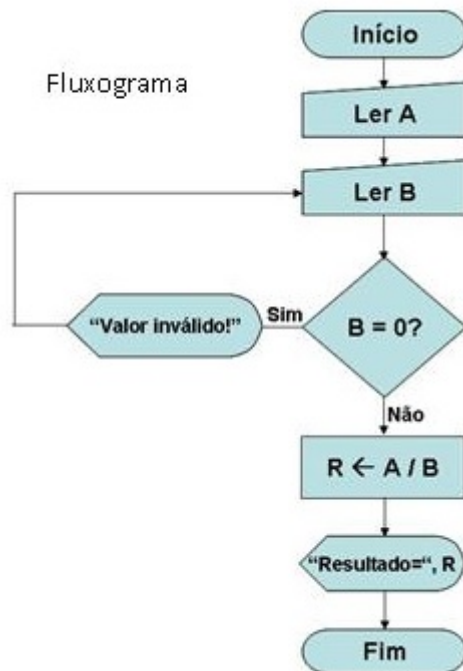 Início
Fluxograma
Ler A
Ler B
"Valor inválido!"
Sim
B = 0?
Não
R ← A / B
"Resultado=“, R
Fim